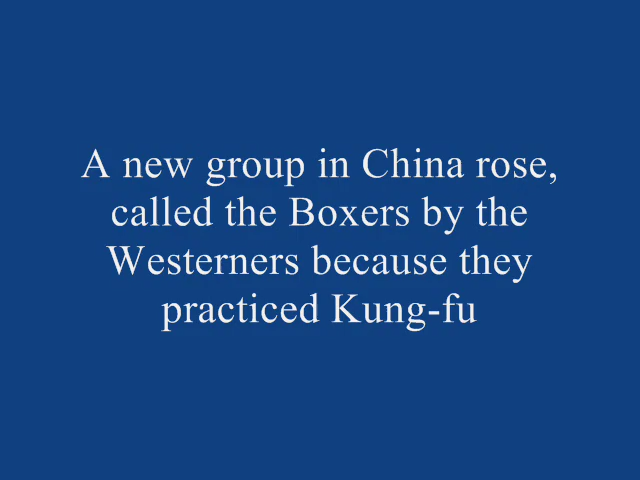 A new group in China rose,
called the Boxers by the
Westerners because they
practiced Kung-fu